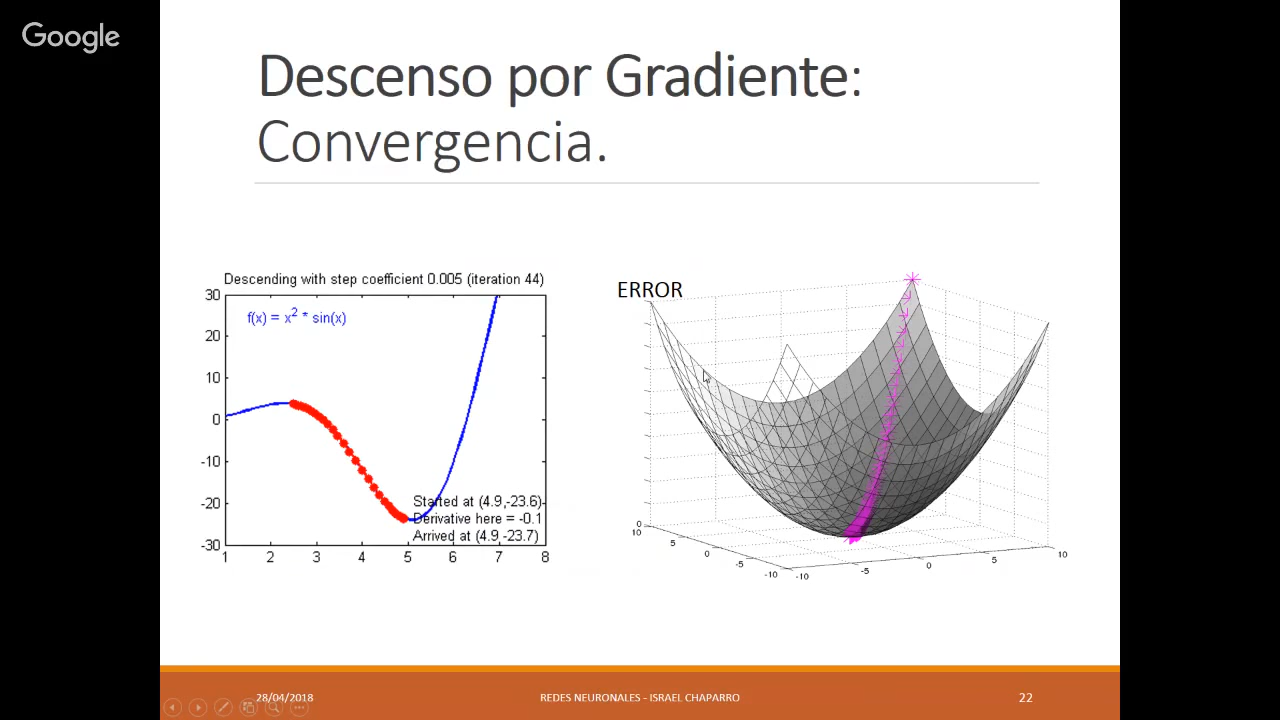 Google
Descenso por Gradiente:
Convergencia.
Descending with step coefficient 0.005 (iteration 44)
f(x) = x² * sin(x)
30
20
10
0
-10
-20
-30
1 2 3 4 5 6 7 8
Started at (4.9,-23.6)
Derivative here = -0.1
Arrived at (4.9,-23.7)
ERROR
0
10
5
0
-5
-10
-10
-5
0
5
10
28/04/2018
REDES NEURONALES - ISRAEL CHAPARRO
22